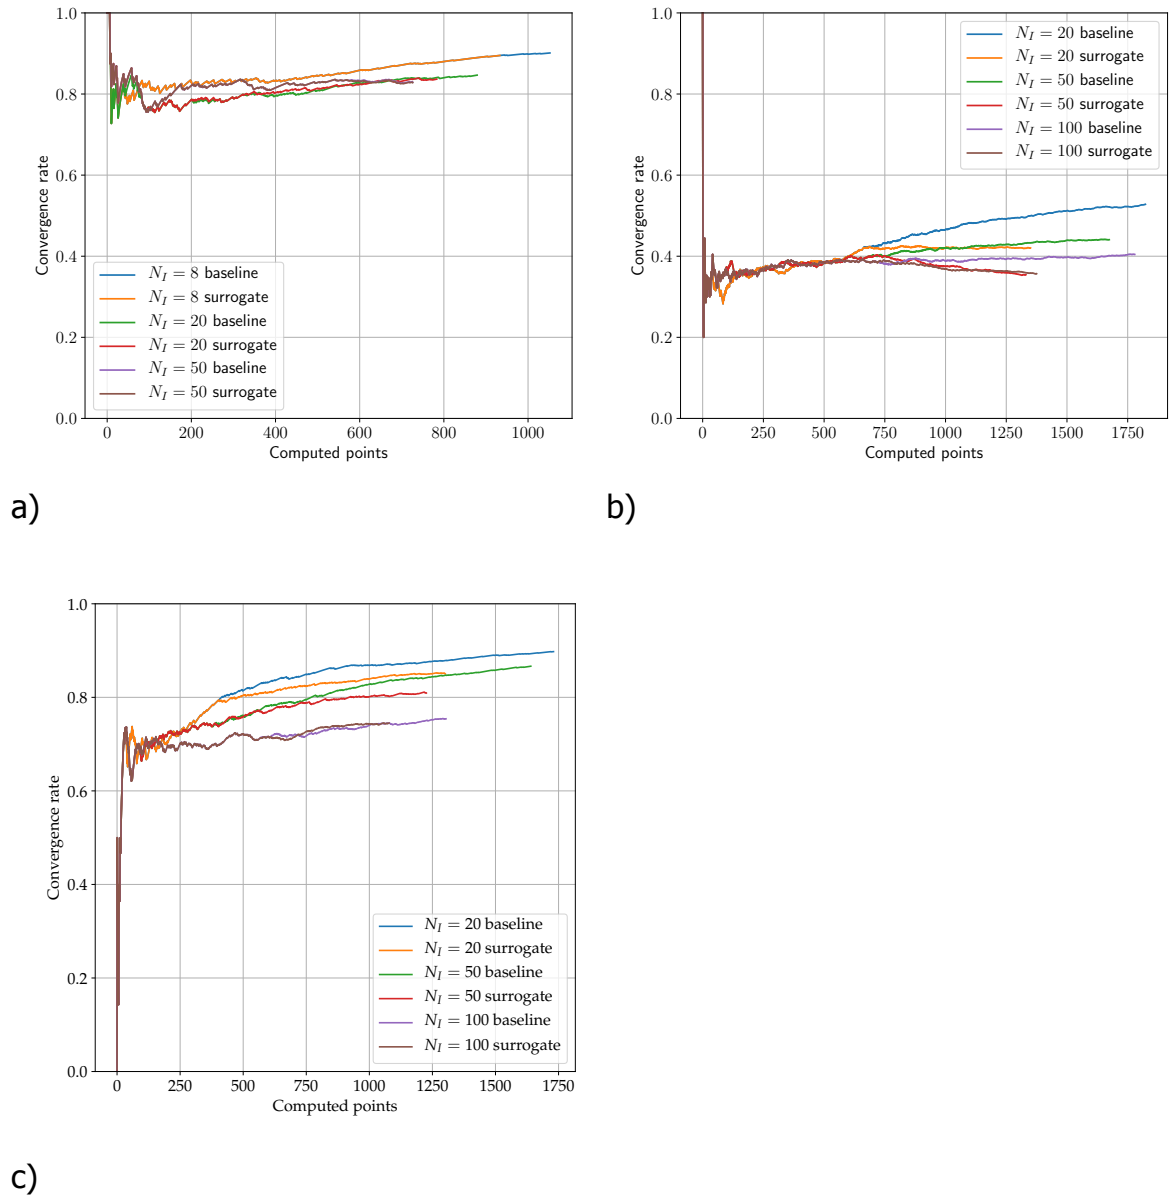 1.0
0.8
0.6
0.4
0.2
0.0
Convergence rate
0 200 400 600 800 1000
Computed points
N_I = 8 baseline
N_I = 8 surrogate
N_I = 20 baseline
N_I = 20 surrogate
N_I = 50 baseline
N_I = 50 surrogate
a)
1.0
0.8
0.6
0.4
0.2
0.0
Convergence rate
0 250 500 750 1000 1250 1500 1750
Computed points
N_I = 20 baseline
N_I = 20 surrogate
N_I = 50 baseline
N_I = 50 surrogate
N_I = 100 baseline
N_I = 100 surrogate
b)
1.0
0.8
0.6
0.4
0.2
0.0
Convergence rate
0 250 500 750 1000 1250 1500 1750
Computed points
N_I = 20 baseline
N_I = 20 surrogate
N_I = 50 baseline
N_I = 50 surrogate
N_I = 100 baseline
N_I = 100 surrogate
c)